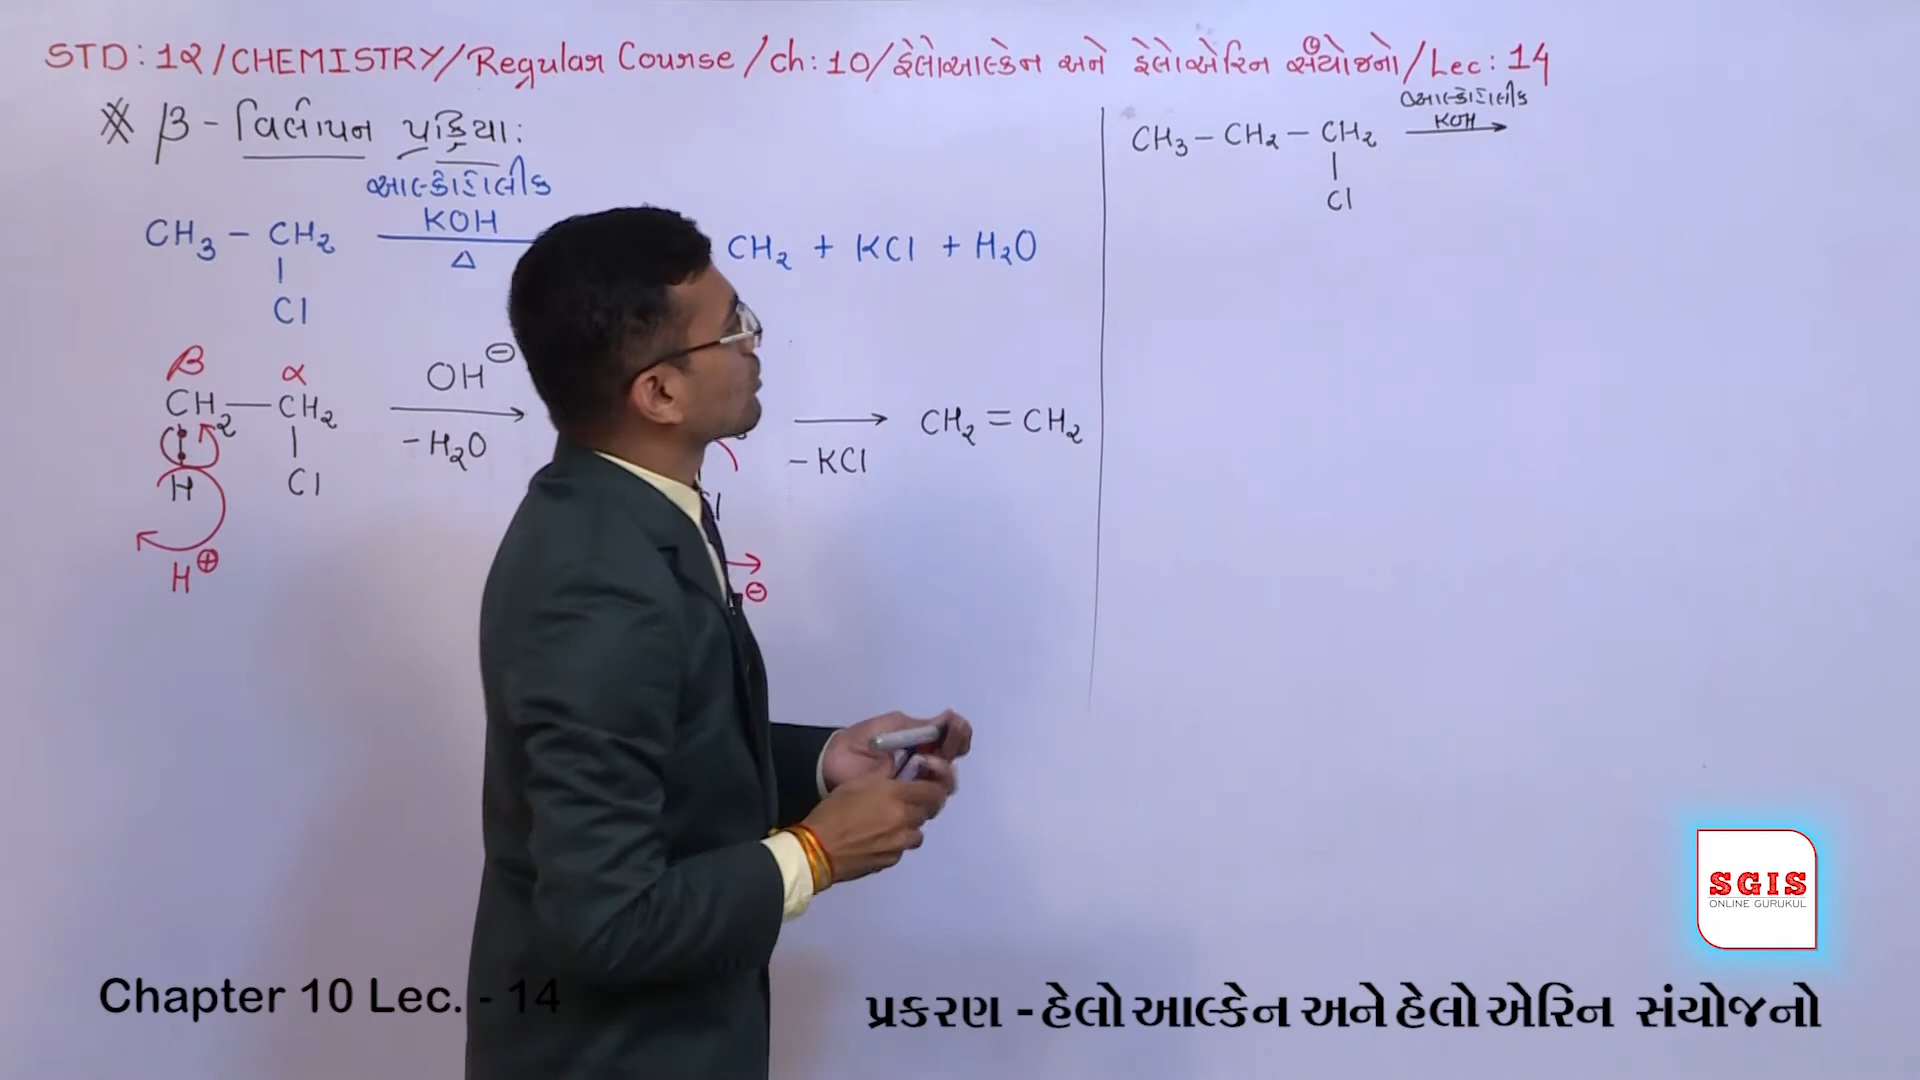 STD: 12/CHEMISTRY/Regular Course/ch: 10/હેલોઆલ્કેન અને હેલોએરિન સંયોજનો/Lec: 14
* β - વિલોપન પ્રક્રિયા:
આલ્કોહોલીક
CH3 - CH2 KOH CH2 + KCl + H2O
Δ
Cl
β α
CH2 — CH2 OH⊖ CH2 = CH2
-H2O -KCl
H Cl
H⊕ ⊖
આલ્કોહોલીક
CH3 - CH2 - CH2 KOH
Cl
SGIS
ONLINE GURUKUL
Chapter 10 Lec. - 14
પ્રકરણ - હેલો આલ્કેન અને હેલો એરિન સંયોજનો